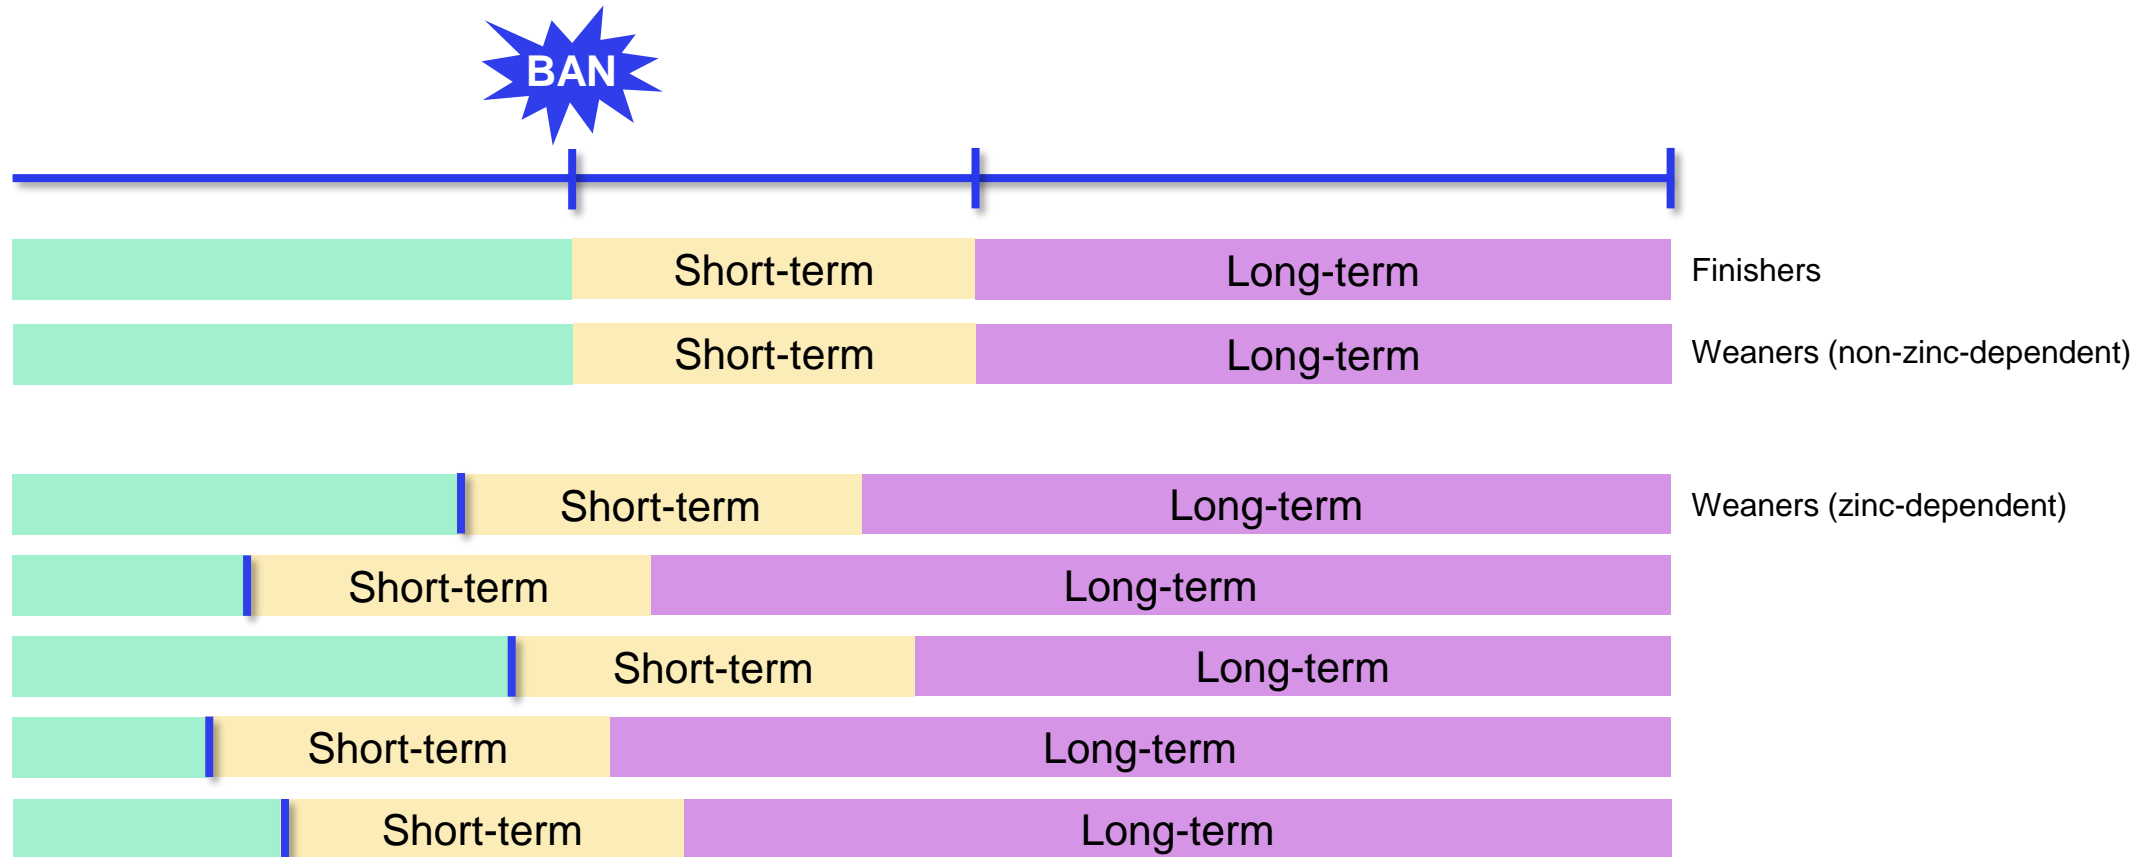 BAN
Short-term Long-term Finishers
Short-term Long-term Weaners (non-zinc-dependent)
Short-term Long-term Weaners (zinc-dependent)
Short-term Long-term
Short-term Long-term
Short-term Long-term
Short-term Long-term